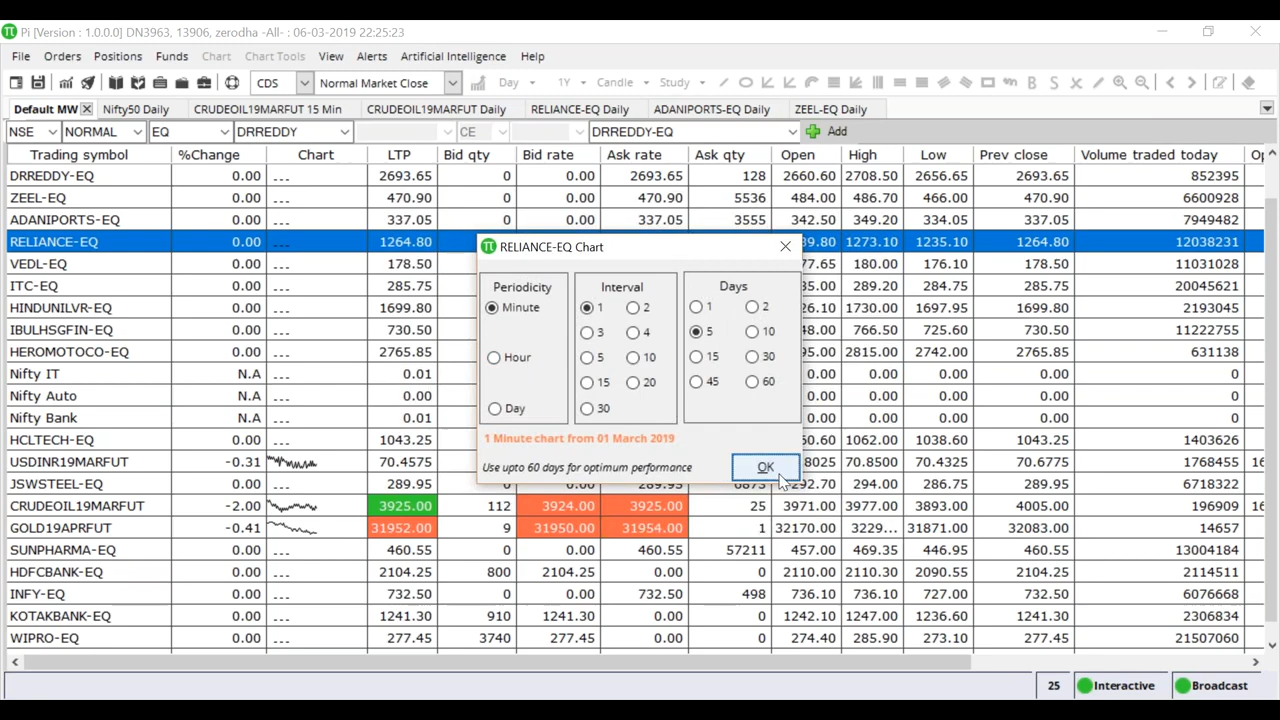 Pi [Version : 1.0.0.0] DN3963, 13906, zerodha -All- : 06-03-2019 22:25:23
File Orders Positions Funds Chart Chart Tools View Alerts Artificial Intelligence Help
CDS Normal Market Close Day 1Y Candle Study B S
Default MW Nifty50 Daily CRUDEOIL19MARFUT 15 Min CRUDEOIL19MARFUT Daily RELIANCE-EQ Daily ADANIPORTS-EQ Daily ZEEL-EQ Daily
NSE NORMAL EQ DRREDDY CE DRREDDY-EQ Add
Trading symbol %Change Chart LTP Bid qty Bid rate Ask rate Ask qty Open High Low Prev close Volume traded today
DRREDDY-EQ 0.00 --- 2693.65 0 0.00 2693.65 128 2660.60 2708.50 2656.65 2693.65 852395
ZEEL-EQ 0.00 --- 470.90 0 0.00 470.90 5536 484.00 486.70 466.00 470.90 6600928
ADANIPORTS-EQ 0.00 --- 337.05 0 0.00 337.05 3555 342.50 349.20 334.05 337.05 7949482
RELIANCE-EQ 0.00 --- 1264.80 39.80 1273.10 1235.10 1264.80 12038231
VEDL-EQ 0.00 --- 178.50 77.65 180.00 176.10 178.50 11031028
ITC-EQ 0.00 --- 285.75 35.00 289.20 284.75 285.75 20045621
HINDUNILVR-EQ 0.00 --- 1699.80 26.10 1730.00 1697.95 1699.80 2193045
IBULHSGFIN-EQ 0.00 --- 730.50 48.00 766.50 725.60 730.50 11222755
HEROMOTOCO-EQ 0.00 --- 2765.85 95.00 2815.00 2742.00 2765.85 631138
Nifty IT N.A --- 0.01 0.00 0.00 0.00 0.00 0
Nifty Auto N.A --- 0.00 0.00 0.00 0.00 0.00 0
Nifty Bank N.A --- 0.01 0.00 0.00 0.00 0.00 0
HCLTECH-EQ 0.00 --- 1043.25 50.60 1062.00 1038.60 1043.25 1403626
USDINR19MARFUT -0.31 70.4575 8025 70.8500 70.4325 70.6775 1768455
JSWSTEEL-EQ 0.00 --- 289.95 0 0.00 289.95 6873 292.70 294.00 286.75 289.95 6718322
CRUDEOIL19MARFUT -2.00 3925.00 112 3924.00 3925.00 25 3971.00 3977.00 3893.00 4005.00 196909
GOLD19APRFUT -0.41 31952.00 9 31950.00 31954.00 1 32170.00 3229... 31871.00 32083.00 14657
SUNPHARMA-EQ 0.00 --- 460.55 0 0.00 460.55 57211 457.00 469.35 446.95 460.55 13004184
HDFCBANK-EQ 0.00 --- 2104.25 800 2104.25 0.00 0 2110.00 2110.30 2090.55 2104.25 2114511
INFY-EQ 0.00 --- 732.50 0 0.00 732.50 498 736.10 736.10 727.00 732.50 6076668
KOTAKBANK-EQ 0.00 --- 1241.30 910 1241.30 0.00 0 1242.10 1247.00 1236.60 1241.30 2306834
WIPRO-EQ 0.00 --- 277.45 3740 277.45 0.00 0 274.40 285.90 273.10 277.45 21507060
RELIANCE-EQ Chart
Periodicity Interval Days
Minute 1 2 1 2
3 4 5 10
Hour 5 10 15 30
15 20 45 60
Day 30
1 Minute chart from 01 March 2019
Use upto 60 days for optimum performance OK
25 Interactive Broadcast